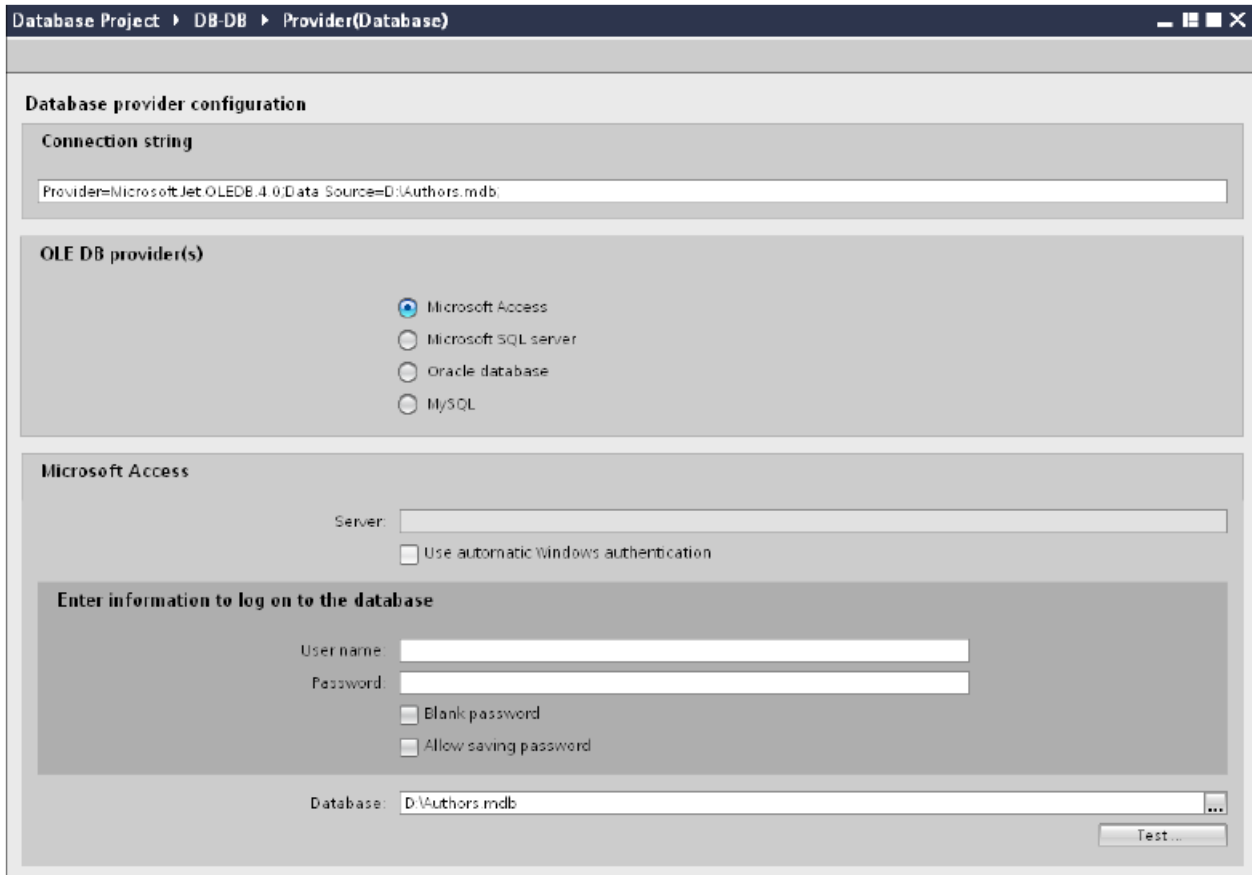 Database Project ▸ DB-DB ▸ Provider(Database)
Database provider configuration
Connection string
Provider=Microsoft.Jet.OLEDB.4.0;Data Source=D:\Authors.mdb;
OLE DB provider(s)
Microsoft Access
Microsoft SQL server
Oracle database
MySQL
Microsoft Access
Server:
Use automatic Windows authentication
Enter information to log on to the database
User name:
Password:
Blank password
Allow saving password
Database: D:\Authors.mdb ...
Test...